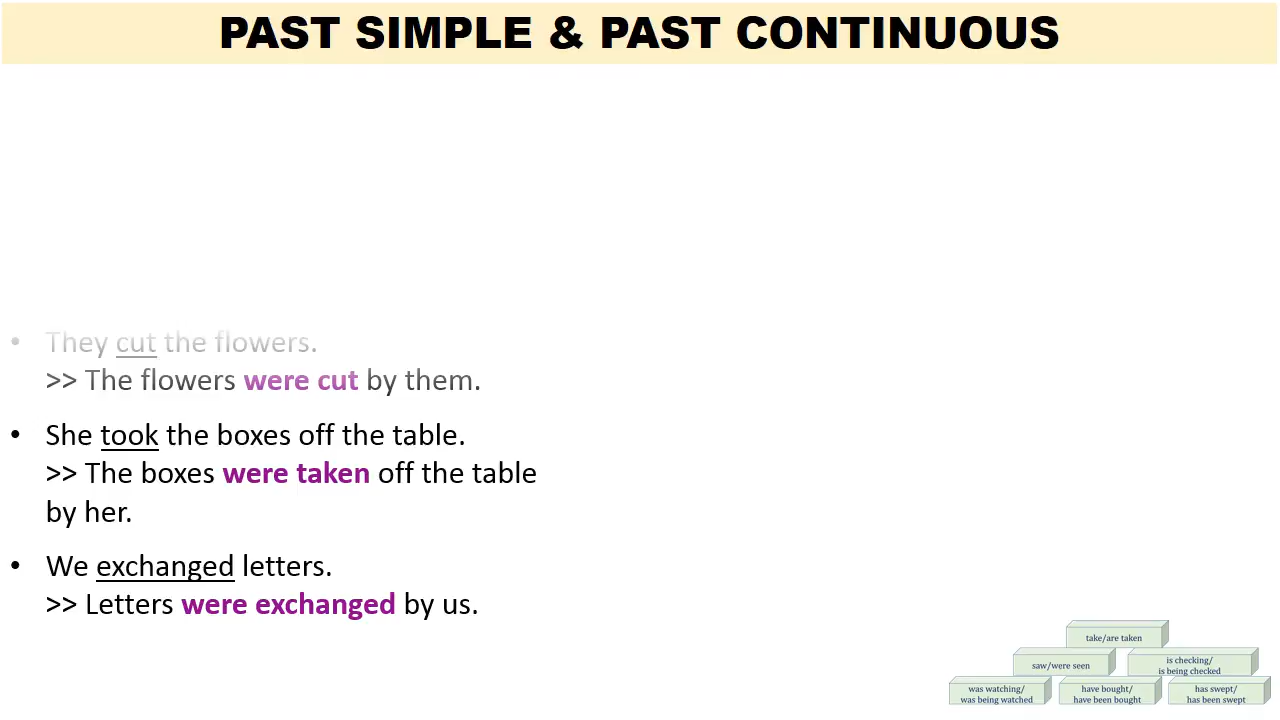 PAST SIMPLE & PAST CONTINUOUS
• They cut the flowers.
>> The flowers were cut by them.
• She took the boxes off the table.
>> The boxes were taken off the table
by her.
• We exchanged letters.
>> Letters were exchanged by us.
take/are taken
saw/were seen
is checking/
is being checked
was watching/
was being watched
have bought/
have been bought
has swept/
has been swept